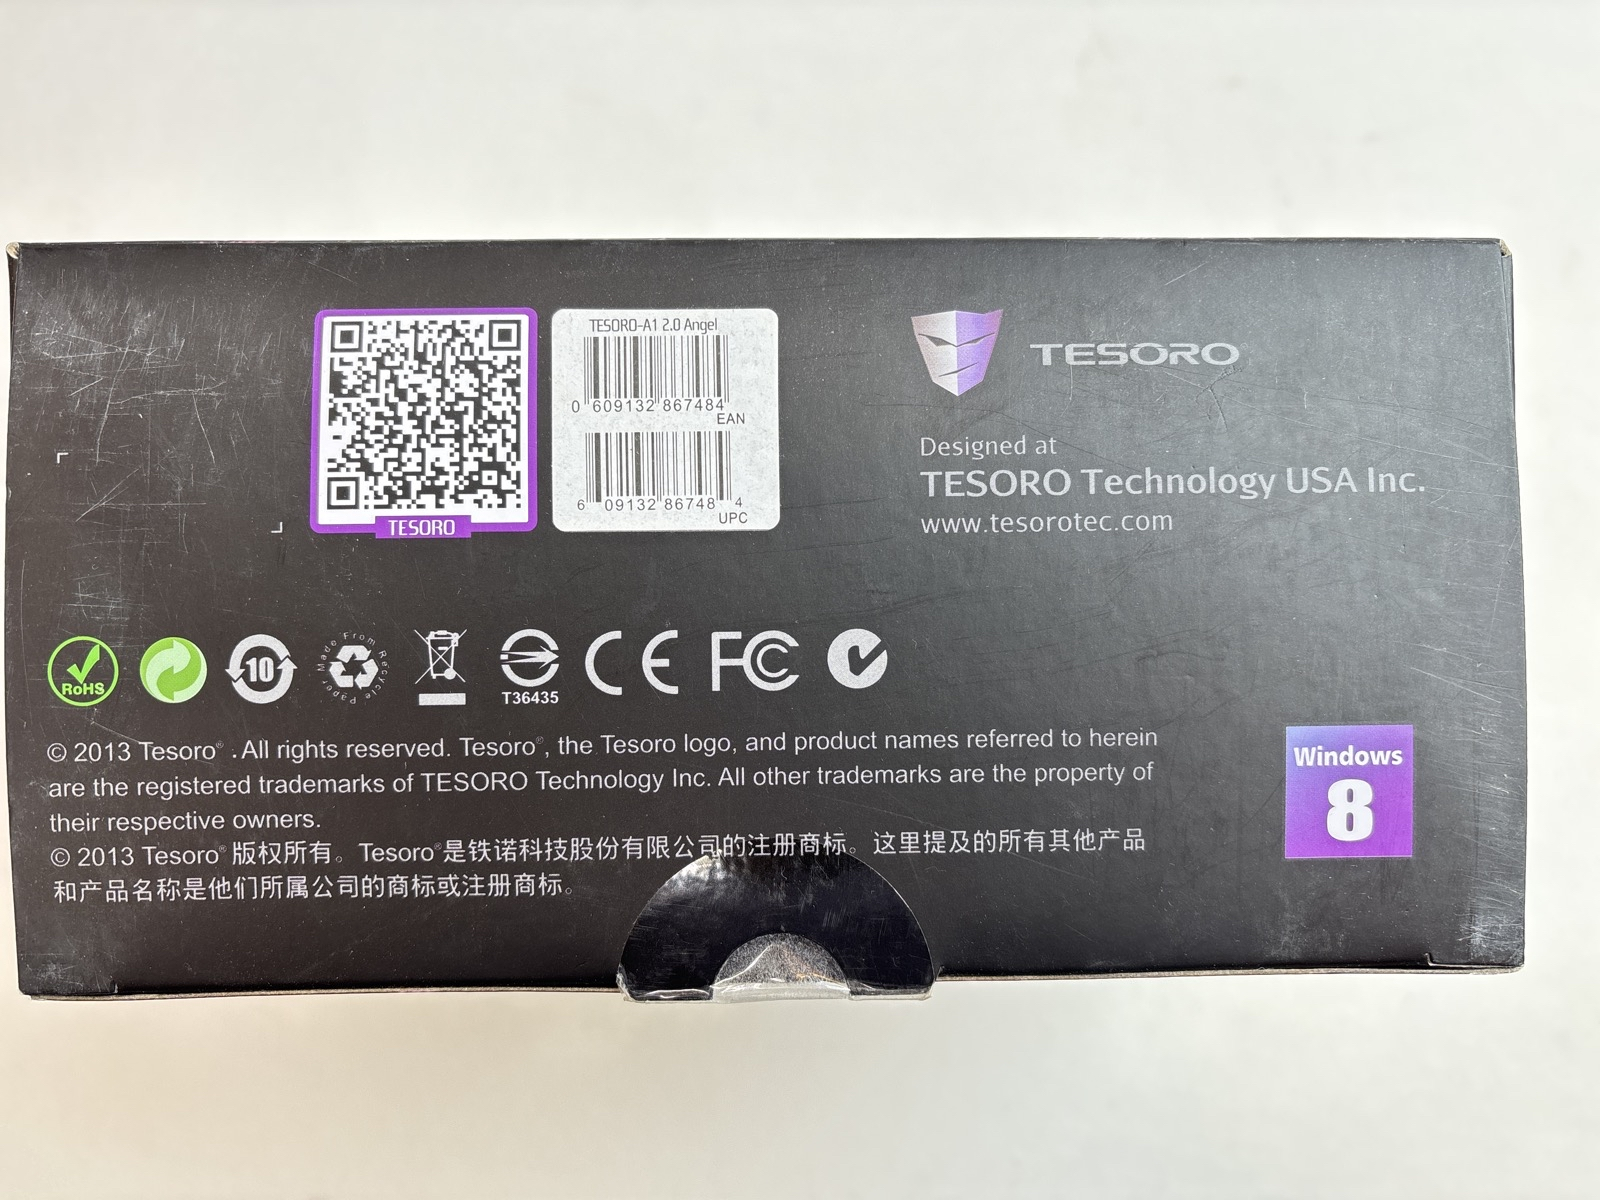 TESORO
TESORO-A1 2.0 Angel
0 609132 867484
EAN
6 09132 86748 4
UPC
TESORO
Designed at
TESORO Technology USA Inc.
www.tesorotec.com
RoHS
10
Made From Recycle Paper
T36435
CE
FC
© 2013 Tesoro® . All rights reserved. Tesoro®, the Tesoro logo, and product names referred to herein
are the registered trademarks of TESORO Technology Inc. All other trademarks are the property of
their respective owners.
© 2013 Tesoro® 版权所有。 Tesoro®是铁诺科技股份有限公司的注册商标。这里提及的所有其他产品
和产品名称是他们所属公司的商标或注册商标。
Windows
8